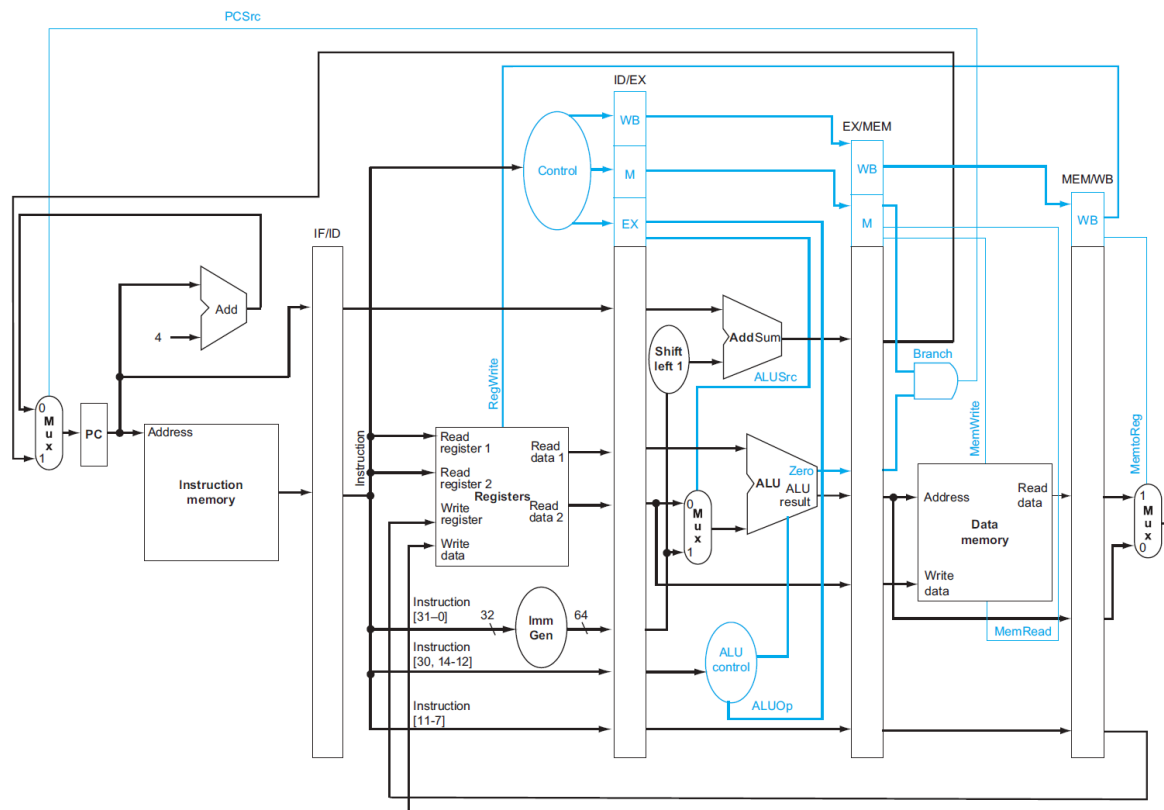 PCSrc
ID/EX
WB
EX/MEM
Control
M
WB
MEM/WB
EX
M
WB
IF/ID
Add
4
Add Sum
Shift
left 1
Branch
ALUSrc
RegWrite
MemWrite
MemtoReg
0
Mux
1
PC
Address
Instruction
memory
Instruction
Read
register 1
Read
register 2
Registers
Write
register
Write
data
Read
data 1
Read
data 2
0
Mux
1
Zero
ALU
ALU
result
Address
Read
data
Data
memory
Write
data
1
Mux
0
MemRead
Instruction
[31–0]
32
Imm
Gen
64
Instruction
[30, 14-12]
ALU
control
ALUOp
Instruction
[11-7]